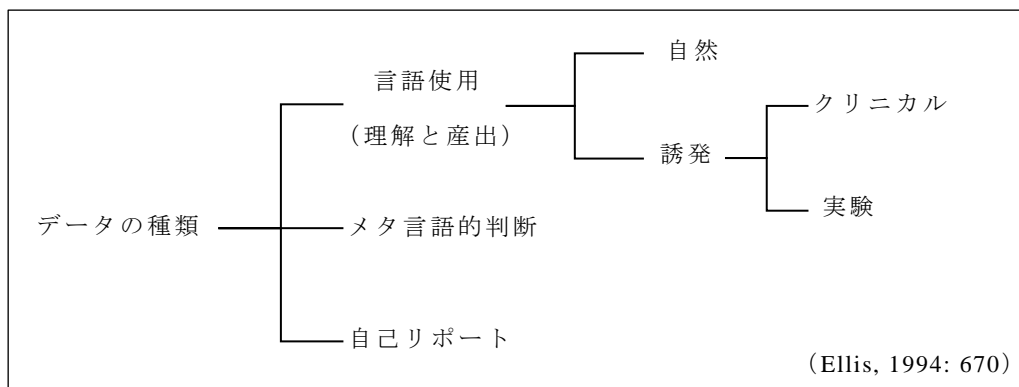 自然
言語使用
クリニカル
(理解と産出)
誘発
実験
データの種類
メタ言語的判断
自己リポート
(Ellis, 1994: 670)